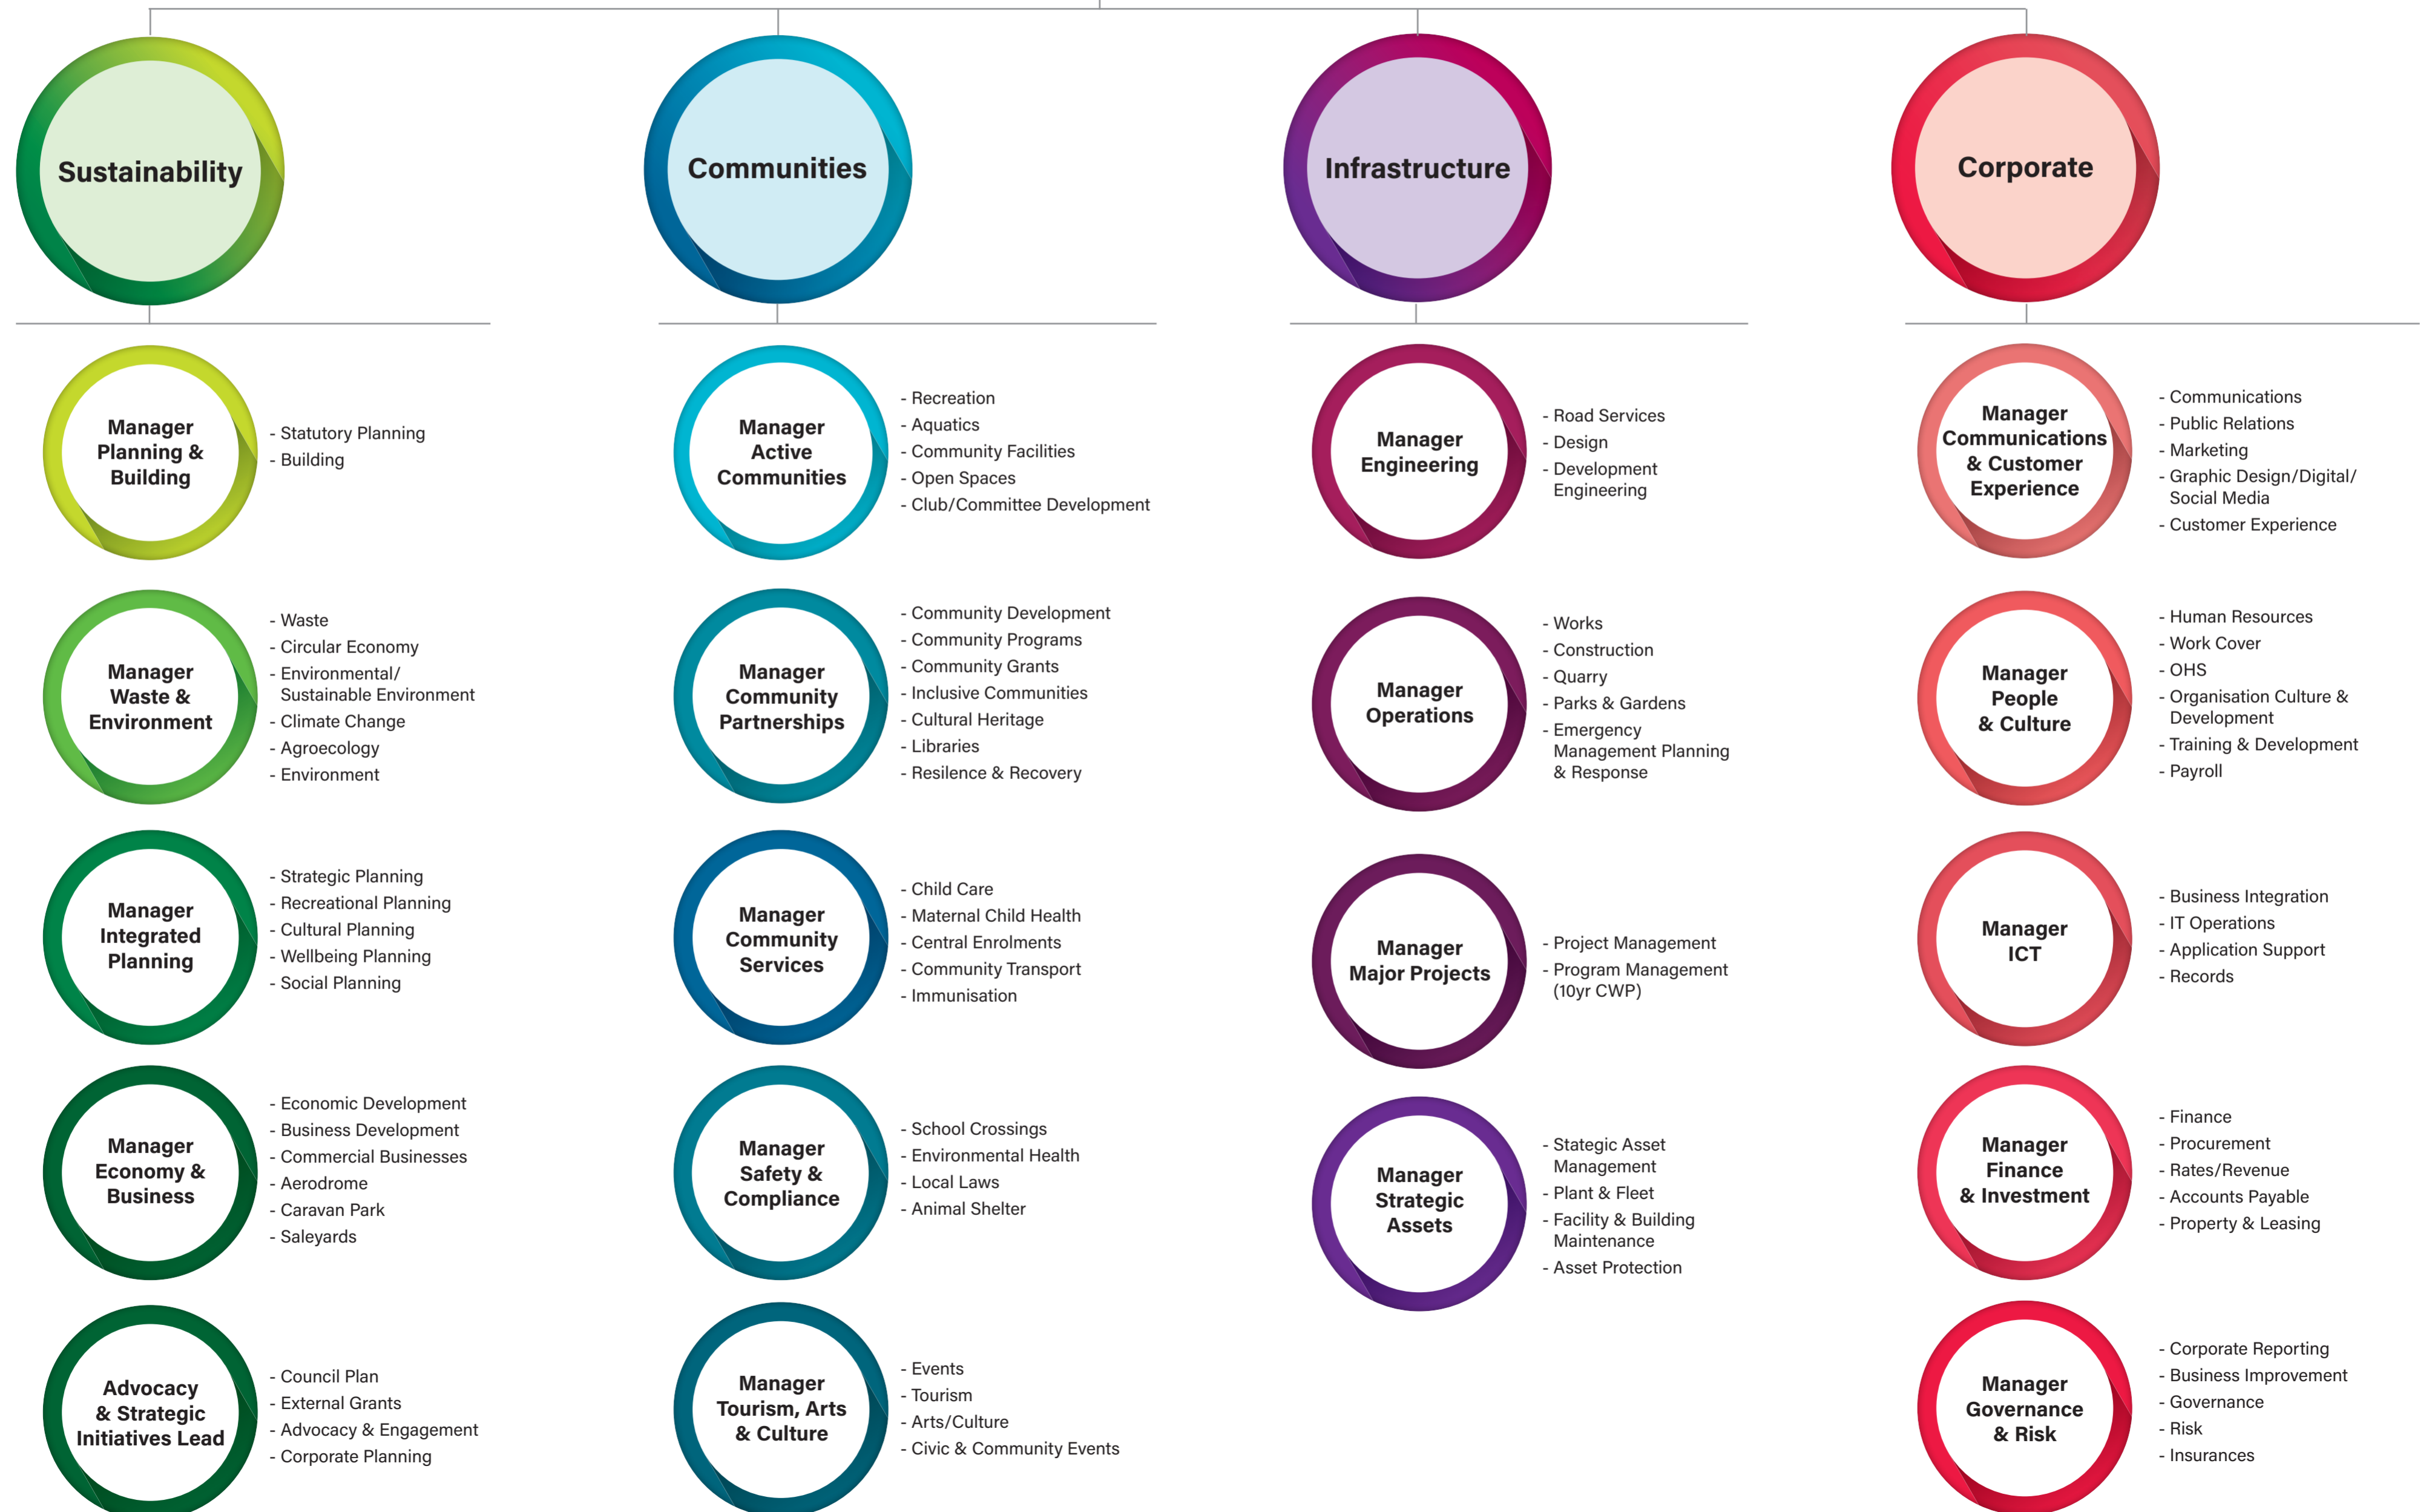 Sustainability
Manager
Planning &
Building
- Statutory Planning
- Building
Manager
Waste &
Environment
- Waste
- Circular Economy
- Environmental/
Sustainable Environment
- Climate Change
- Agroecology
- Environment
Manager
Integrated
Planning
- Strategic Planning
- Recreational Planning
- Cultural Planning
- Wellbeing Planning
- Social Planning
Manager
Economy &
Business
- Economic Development
- Business Development
- Commercial Businesses
- Aerodrome
- Caravan Park
- Saleyards
Advocacy
& Strategic
Initiatives Lead
- Council Plan
- External Grants
- Advocacy & Engagement
- Corporate Planning
Communities
Manager
Active
Communities
- Recreation
- Aquatics
- Community Facilities
- Open Spaces
- Club/Committee Development
Manager
Community
Partnerships
- Community Development
- Community Programs
- Community Grants
- Inclusive Communities
- Cultural Heritage
- Libraries
- Resilence & Recovery
Manager
Community
Services
- Child Care
- Maternal Child Health
- Central Enrolments
- Community Transport
- Immunisation
Manager
Safety &
Compliance
- School Crossings
- Environmental Health
- Local Laws
- Animal Shelter
Manager
Tourism, Arts
& Culture
- Events
- Tourism
- Arts/Culture
- Civic & Community Events
Infrastructure
Manager
Engineering
- Road Services
- Design
- Development
Engineering
Manager
Operations
- Works
- Construction
- Quarry
- Parks & Gardens
- Emergency
Management Planning
& Response
Manager
Major Projects
- Project Management
- Program Management
(10yr CWP)
Manager
Strategic
Assets
- Stategic Asset
Management
- Plant & Fleet
- Facility & Building
Maintenance
- Asset Protection
Corporate
Manager
Communications
& Customer
Experience
- Communications
- Public Relations
- Marketing
- Graphic Design/Digital/
Social Media
- Customer Experience
Manager
People
& Culture
- Human Resources
- Work Cover
- OHS
- Organisation Culture &
Development
- Training & Development
- Payroll
Manager
ICT
- Business Integration
- IT Operations
- Application Support
- Records
Manager
Finance
& Investment
- Finance
- Procurement
- Rates/Revenue
- Accounts Payable
- Property & Leasing
Manager
Governance
& Risk
- Corporate Reporting
- Business Improvement
- Governance
- Risk
- Insurances